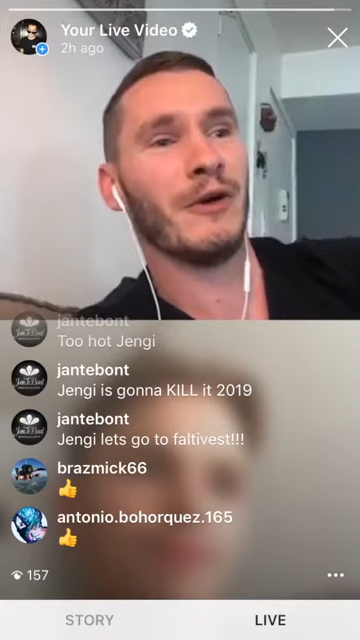 Your Live Video
2h ago
jantebont
Too hot Jengi
jantebont
Jengi is gonna KILL it 2019
jantebont
Jengi lets go to faltivest!!!
brazmick66
👍
antonio.bohorquez.165
👍
157
STORY LIVE